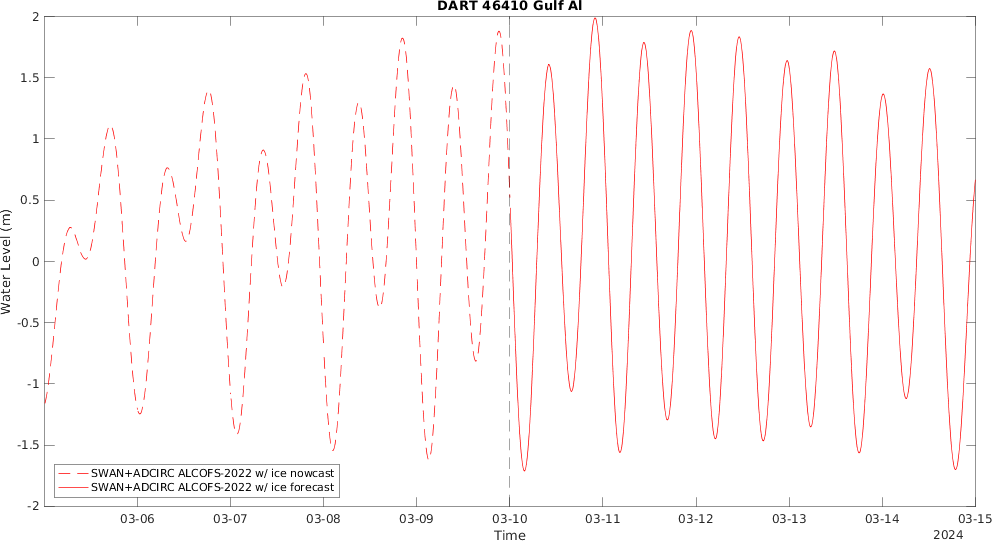 DART 46410 Gulf Al
2
1.5
1
0.5
0
-0.5
-1
-1.5
-2
Water Level (m)
SWAN+ADCIRC ALCOFS-2022 w/ ice nowcast
SWAN+ADCIRC ALCOFS-2022 w/ ice forecast
03-06 03-07 03-08 03-09 03-10 03-11 03-12 03-13 03-14 03-15
Time
2024